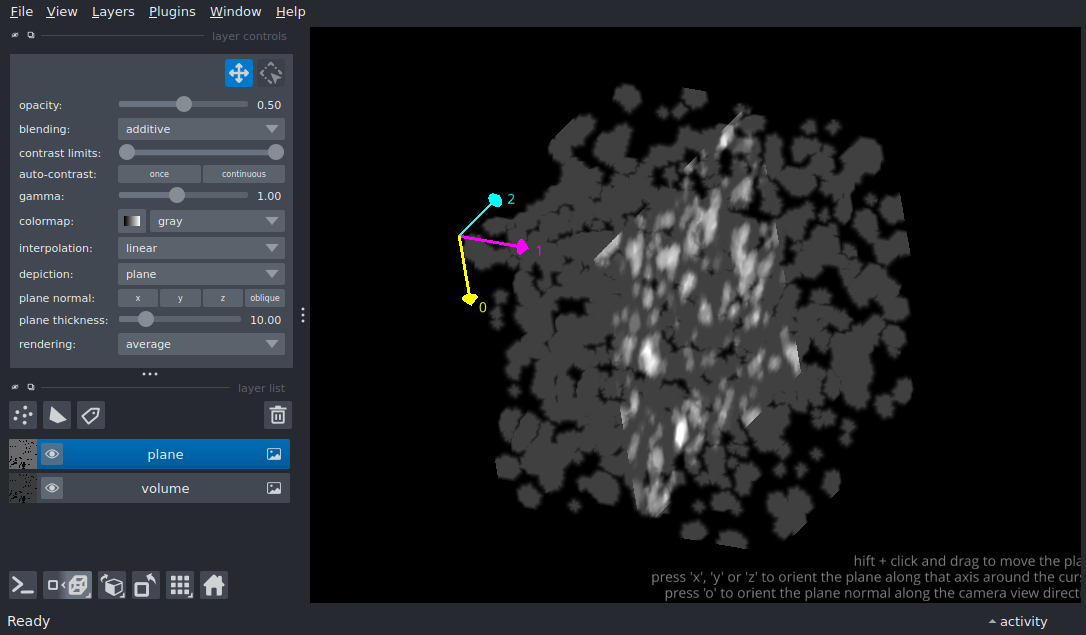 File View Layers Plugins Window Help
layer controls
opacity: 0.50
blending: additive
contrast limits:
auto-contrast: once continuous
gamma: 1.00
colormap: gray
interpolation: linear
depiction: plane
plane normal: x y z oblique
plane thickness: 10.00
rendering: average
layer list
plane
volume
2
1
0
hift + click and drag to move the pla
press 'x', 'y' or 'z' to orient the plane along that axis around the curs
press 'o' to orient the plane normal along the camera view direct
Ready
activity